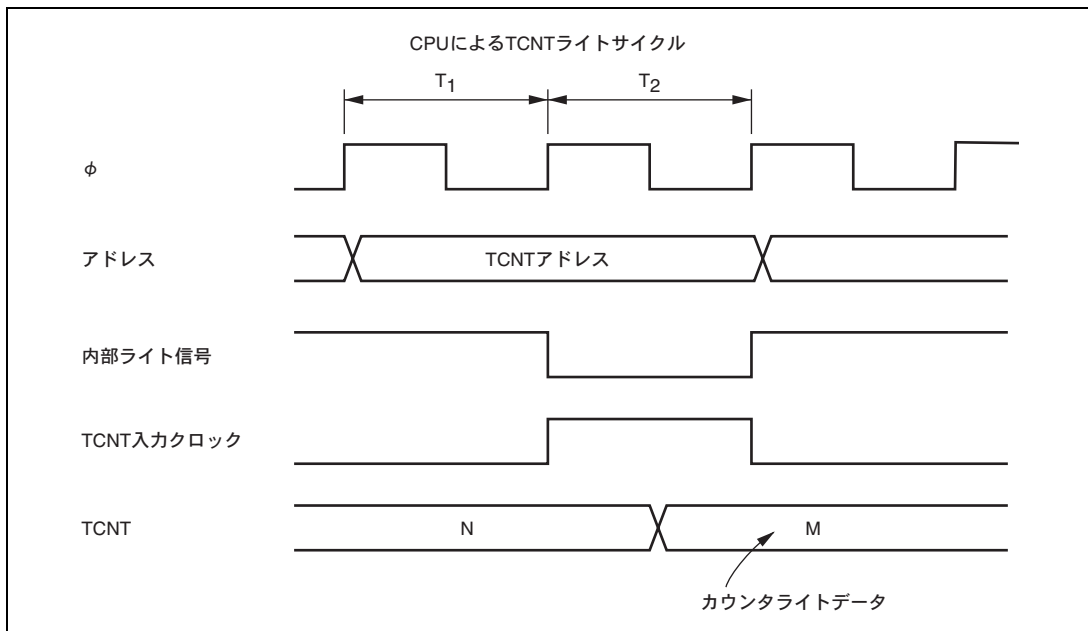 CPUによるTCNTライトサイクル
T1 T2
φ
アドレス TCNTアドレス
内部ライト信号
TCNT入力クロック
TCNT N M
カウンタライトデータ